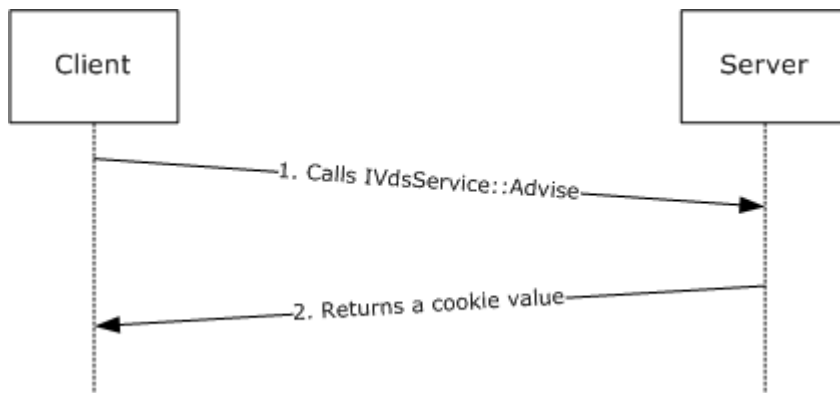 Client
Server
1. Calls IVdsService::Advise
2. Returns a cookie value